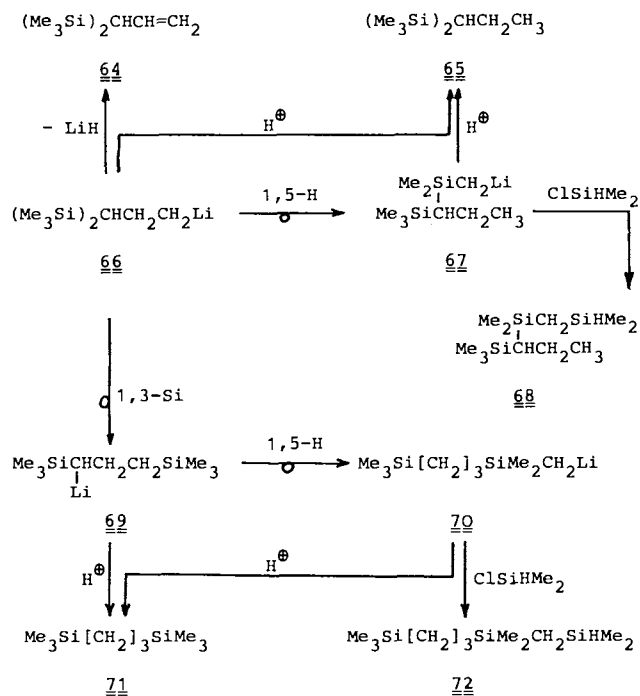 (Me3Si)2CHCH=CH2 (Me3Si)2CHCH2CH3
64 65
- LiH H⊕ H⊕
Me2SiCH2Li
(Me3Si)2CHCH2CH2Li 1,5-H Me3SiCHCH2CH3 ClSiHMe2
66 67
Me2SiCH2SiHMe2
Me3SiCHCH2CH3
68
1,3-Si
Me3SiCHCH2CH2SiMe3 1,5-H Me3Si[CH2]3SiMe2CH2Li
Li
69 70
H⊕ H⊕ ClSiHMe2
Me3Si[CH2]3SiMe3 Me3Si[CH2]3SiMe2CH2SiHMe2
71 72